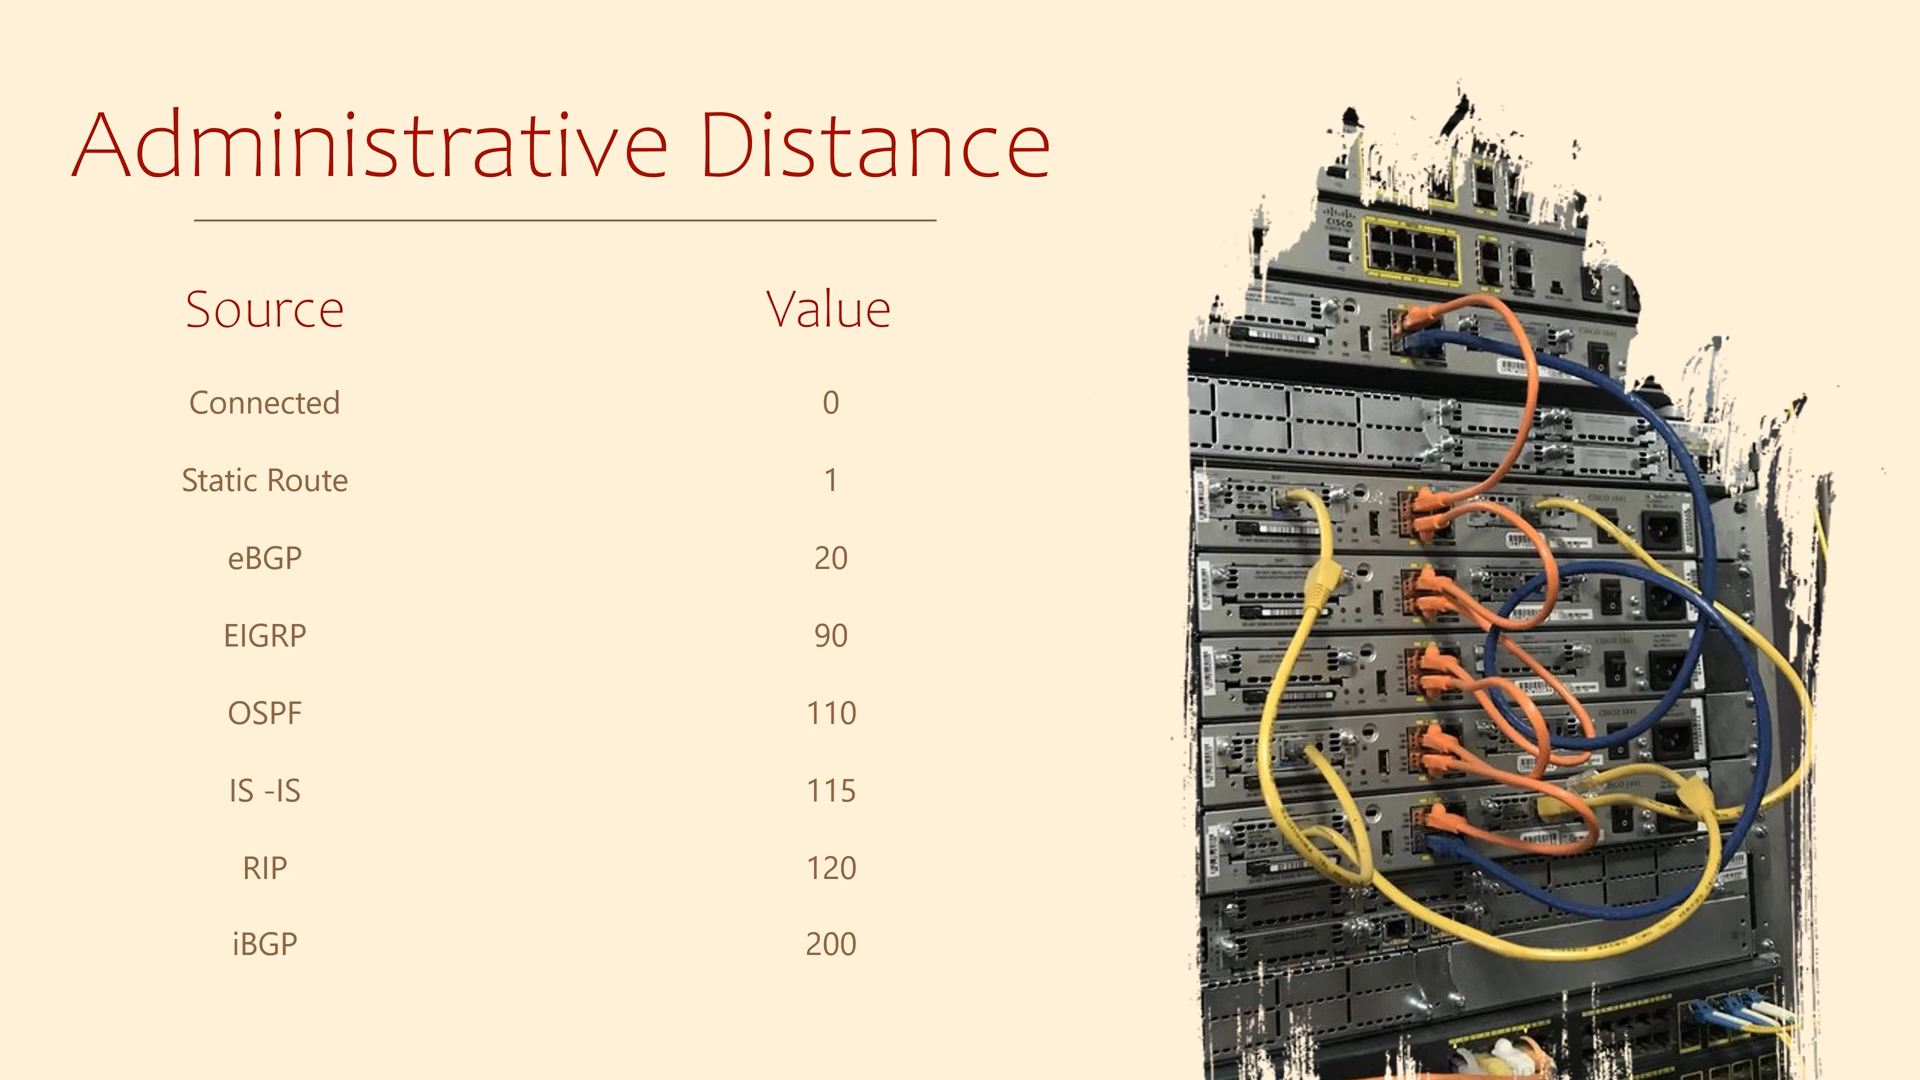 Administrative Distance
Source Value
Connected 0
Static Route 1
eBGP 20
EIGRP 90
OSPF 110
IS -IS 115
RIP 120
iBGP 200
CISCO